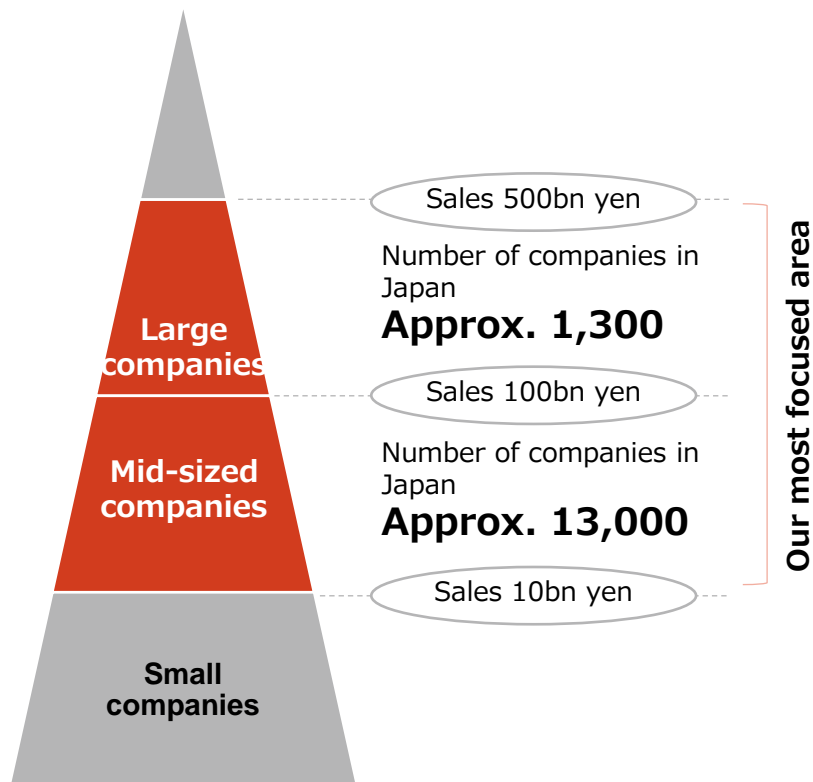 Sales 500bn yen
Number of companies in
Japan
Approx. 1,300
Large
companies
Sales 100bn yen
Number of companies in
Japan
Approx. 13,000
Mid-sized
companies
Sales 10bn yen
Small
companies
Our most focused area